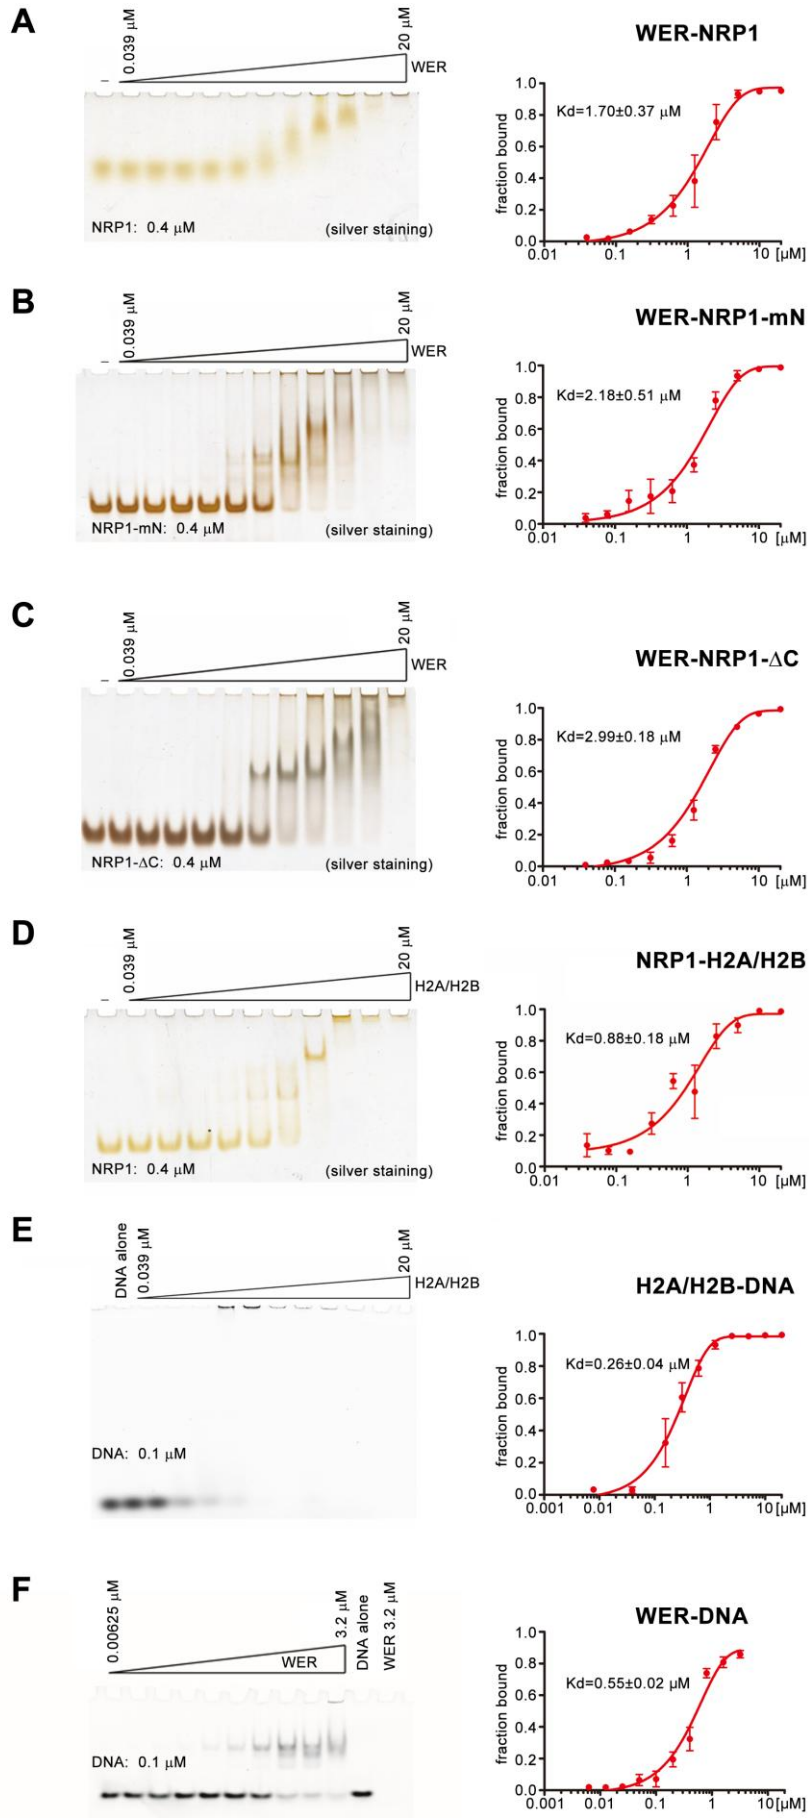 A
0.039 μM
20 μM
WER
–
NRP1: 0.4 μM
(silver staining)
WER-NRP1
Kd=1.70±0.37 μM
fraction bound
1.0
0.8
0.6
0.4
0.2
0.0
0.01 0.1 1 10 [μM]
B
0.039 μM
20 μM
WER
–
NRP1-mN: 0.4 μM
(silver staining)
WER-NRP1-mN
Kd=2.18±0.51 μM
fraction bound
1.0
0.8
0.6
0.4
0.2
0.0
0.01 0.1 1 10 [μM]
C
0.039 μM
20 μM
WER
–
NRP1-ΔC: 0.4 μM
(silver staining)
WER-NRP1-ΔC
Kd=2.99±0.18 μM
fraction bound
1.0
0.8
0.6
0.4
0.2
0.0
0.01 0.1 1 10 [μM]
D
0.039 μM
20 μM
H2A/H2B
–
NRP1: 0.4 μM
(silver staining)
NRP1-H2A/H2B
Kd=0.88±0.18 μM
fraction bound
1.0
0.8
0.6
0.4
0.2
0.0
0.01 0.1 1 10 [μM]
E
DNA alone
0.039 μM
20 μM
H2A/H2B
DNA: 0.1 μM
H2A/H2B-DNA
Kd=0.26±0.04 μM
fraction bound
1.0
0.8
0.6
0.4
0.2
0.0
0.001 0.01 0.1 1 10 [μM]
F
0.00625 μM
3.2 μM
DNA alone
WER 3.2 μM
WER
DNA: 0.1 μM
WER-DNA
Kd=0.55±0.02 μM
fraction bound
1.0
0.8
0.6
0.4
0.2
0.0
0.001 0.01 0.1 1 10[μM]